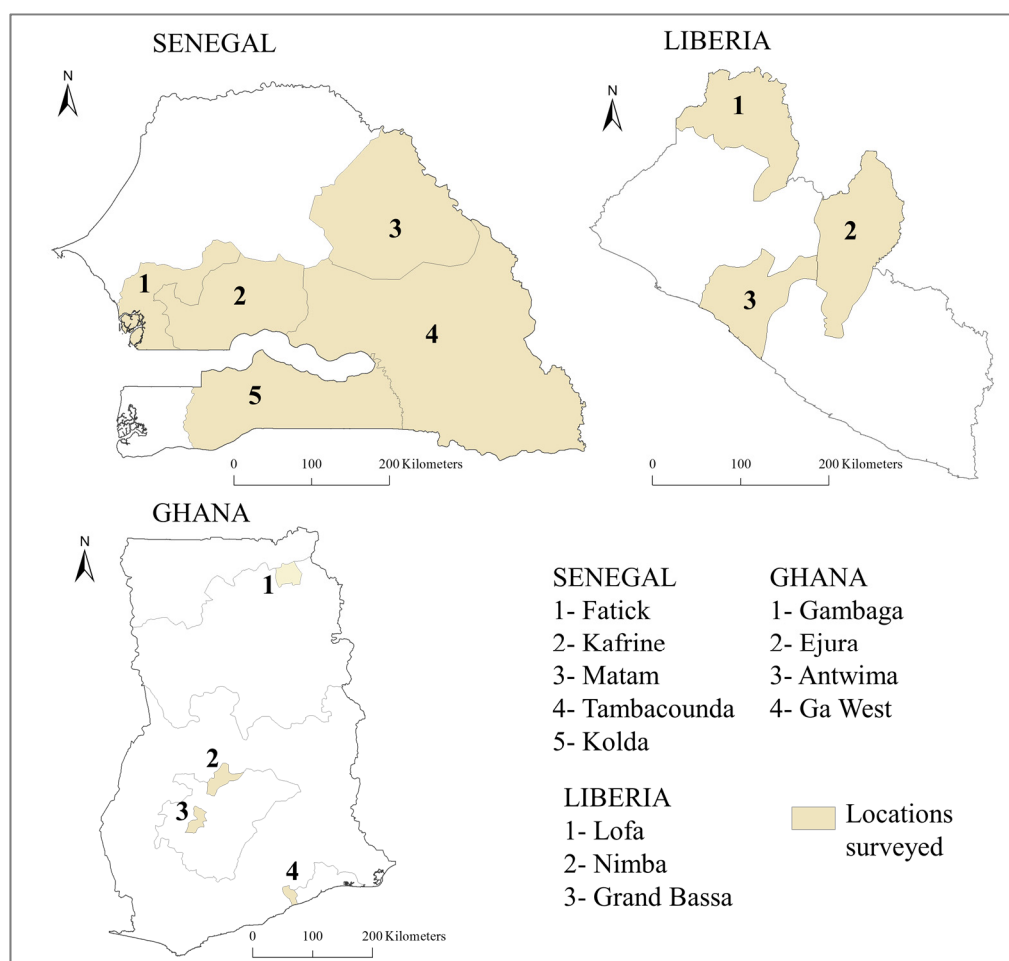 SENEGAL
N
1
2
3
4
5
0 100 200 Kilometers
LIBERIA
N
1
2
3
0 100 200 Kilometers
GHANA
N
1
2
3
4
0 100 200 Kilometers
SENEGAL
1- Fatick
2- Kafrine
3- Matam
4- Tambacounda
5- Kolda
GHANA
1- Gambaga
2- Ejura
3- Antwima
4- Ga West
LIBERIA
1- Lofa
2- Nimba
3- Grand Bassa
Locations
surveyed